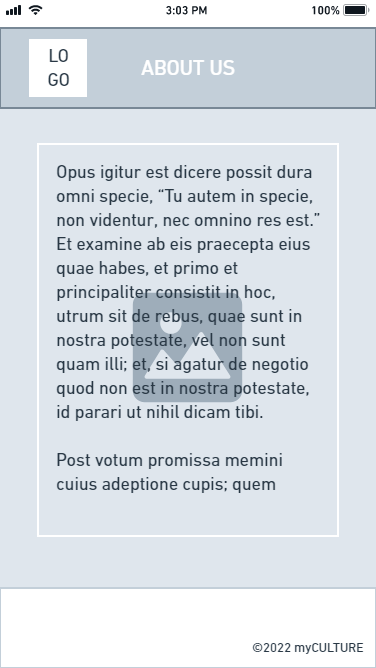 3:03 PM 100%
LO
GO
ABOUT US
Opus igitur est dicere possit dura
omni specie, “Tu autem in specie,
non videntur, nec omnino res est.”
Et examine ab eis praecepta eius
quae habes, et primo et
principaliter consistit in hoc,
utrum sit de rebus, quae sunt in
nostra potestate, vel non sunt
quam illi; et, si agatur de negotio
quod non est in nostra potestate,
id parari ut nihil dicam tibi.
Post votum promissa memini
cuius adeptione cupis; quem
©2022 myCULTURE